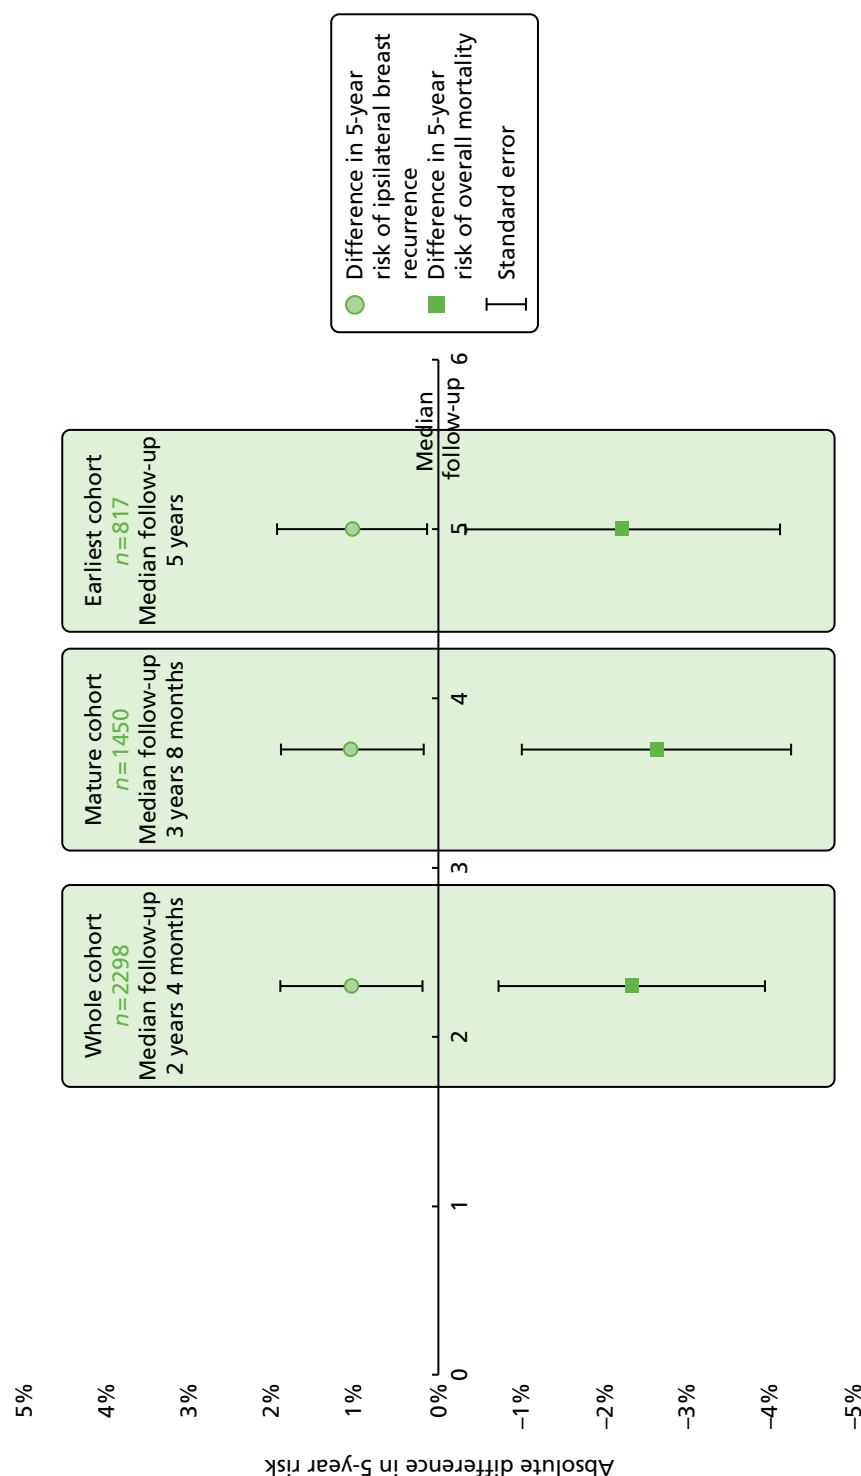 Difference in 5-year
risk of ipsilateral breast
recurrence
Difference in 5-year
risk of overall mortality
Standard error
Earliest cohort
n=817
Median follow-up
5 years
Mature cohort
n=1450
Median follow-up
3 years 8 months
Whole cohort
n=2298
Median follow-up
2 years 4 months
Median
follow-up
0
1
2
3
4
5
6
5%
4%
3%
2%
1%
0%
−1%
−2%
−3%
−4%
−5%
Absolute difference in 5-year risk